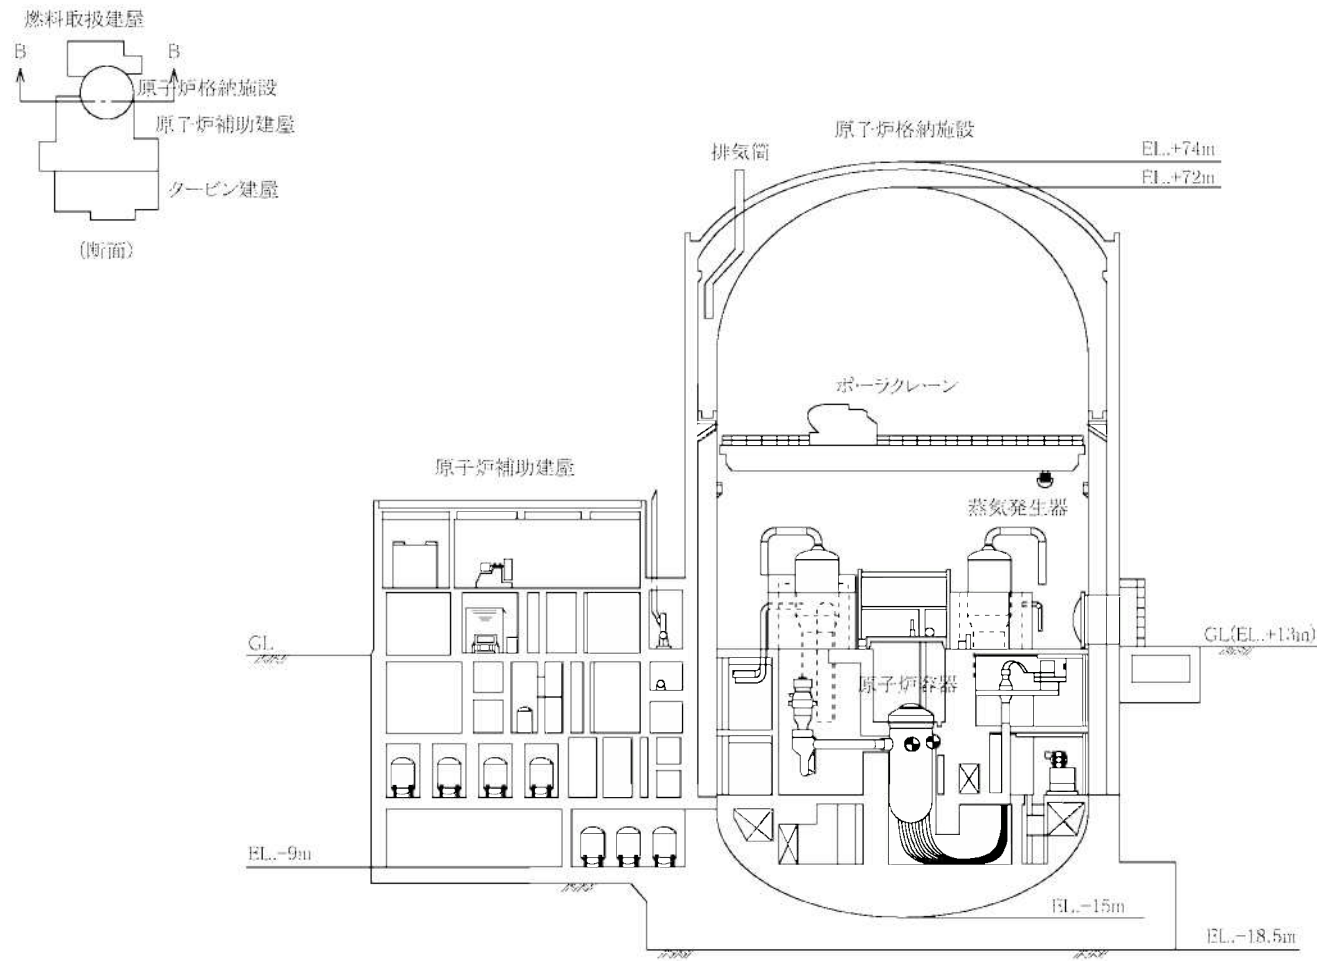 燃料取扱建屋
B
B
原子炉格納施設
原子炉補助建屋
タービン建屋
(断面)
原子炉格納施設
排気筒
EL.+74m
EL.+72m
ポーラクレーン
原子炉補助建屋
蒸気発生器
GL
GL(EL.+13m)
原子炉容器
EL.-9m
EL.-15m
EL.-18.5m